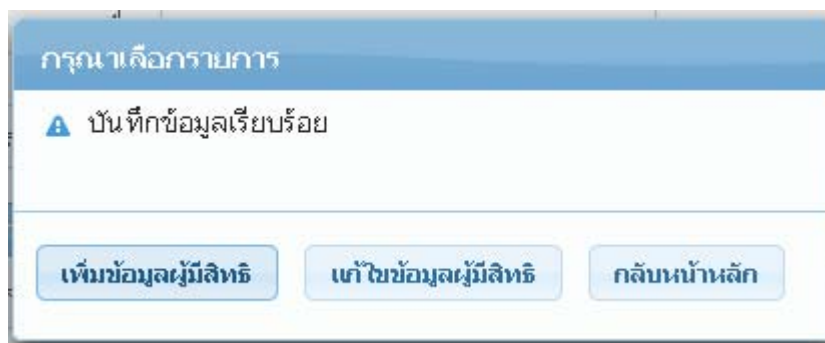 กรุณาเลือกรายการ
บันทึกข้อมูลเรียบร้อย
เพิ่มข้อมูลผู้มีสิทธิ แก้ไขข้อมูลผู้มีสิทธิ กลับหน้าหลัก